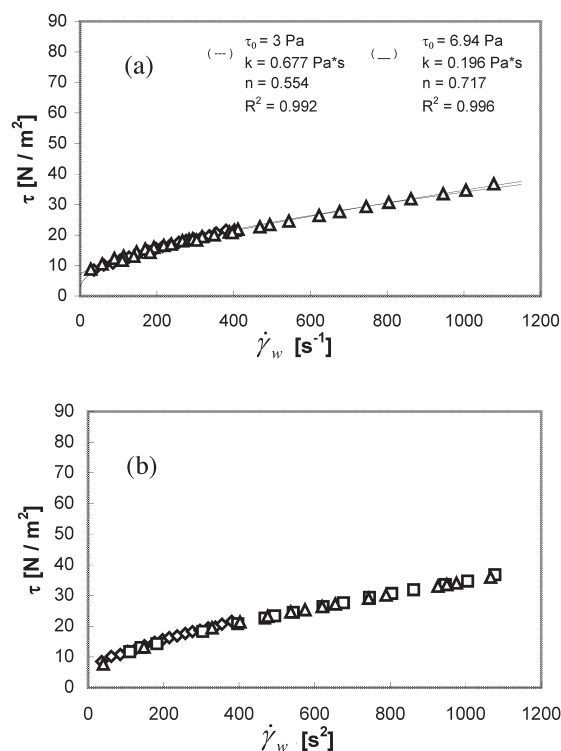 (a)
( --- )
τ₀ = 3 Pa
k = 0.677 Pa*s
n = 0.554
R² = 0.992
( __ )
τ₀ = 6.94 Pa
k = 0.196 Pa*s
n = 0.717
R² = 0.996
τ [N / m²]
90
80
70
60
50
40
30
20
10
0
0 200 400 600 800 1000 1200
γ̇w [s⁻¹]
(b)
τ [N / m²]
90
80
70
60
50
40
30
20
10
0
0 200 400 600 800 1000 1200
γ̇w [s²]